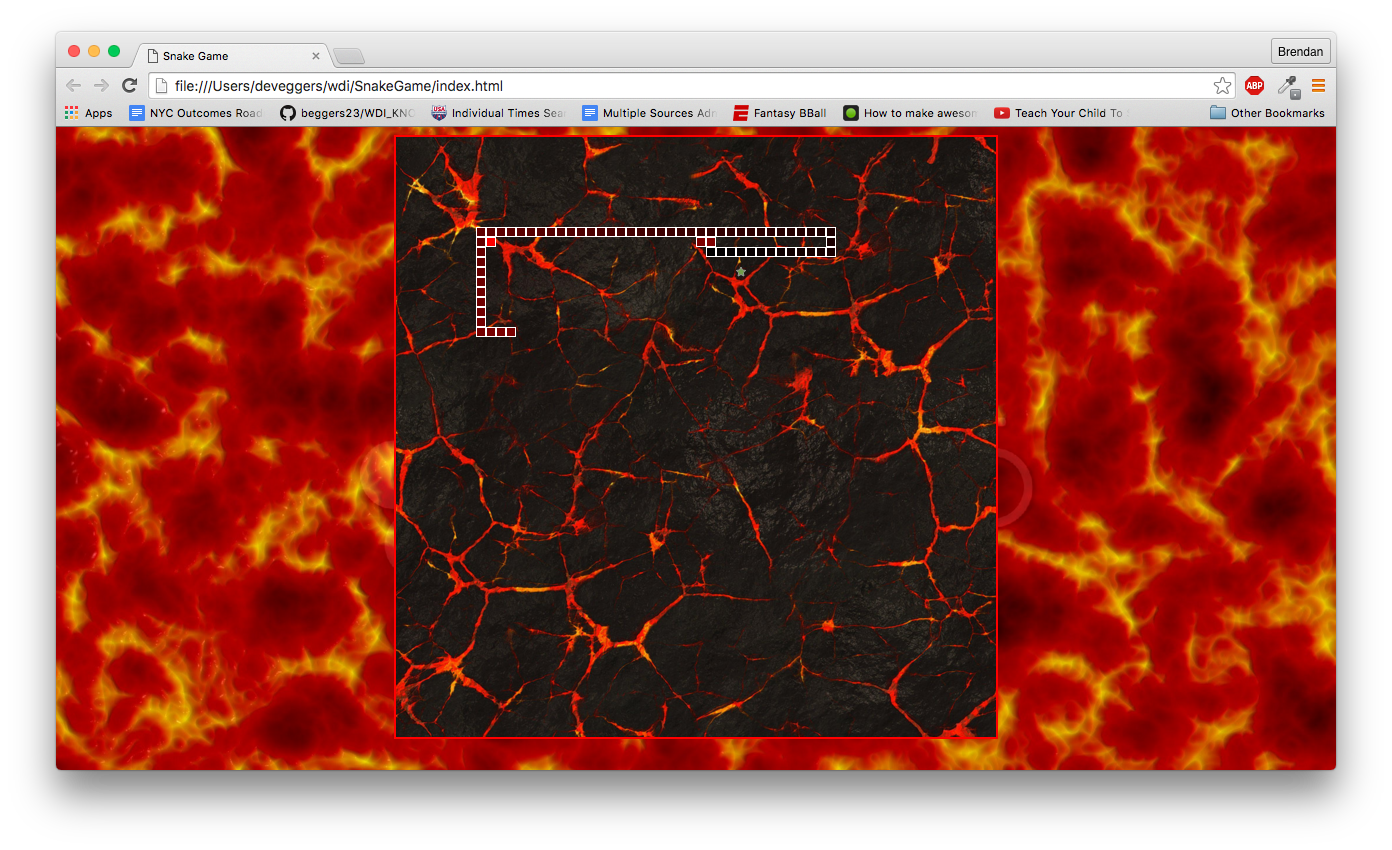 Snake Game
Brendan
file:///Users/deveggers/wdi/SnakeGame/index.html
ABP
Apps NYC Outcomes Road beggers23/WDI_KNO Individual Times Sear Multiple Sources Adm Fantasy BBall How to make aweson Teach Your Child To Other Bookmarks